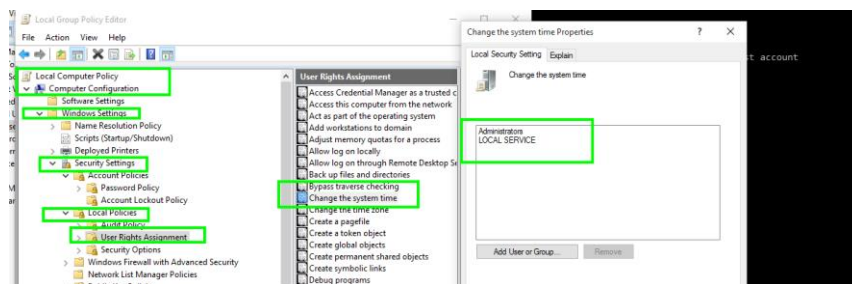 Local Group Policy Editor
File Action View Help
Local Computer Policy
Computer Configuration
Software Settings
Windows Settings
Name Resolution Policy
Scripts (Startup/Shutdown)
Deployed Printers
Security Settings
Account Policies
Password Policy
Account Lockout Policy
Local Policies
Audit Policy
User Rights Assignment
Security Options
Windows Firewall with Advanced Security
Network List Manager Policies
User Rights Assignment
Access Credential Manager as a trusted c
Access this computer from the network
Act as part of the operating system
Add workstations to domain
Adjust memory quotas for a process
Allow log on locally
Allow log on through Remote Desktop Se
Back up files and directories
Bypass traverse checking
Change the system time
Change the time zone
Create a pagefile
Create a token object
Create global objects
Create permanent shared objects
Create symbolic links
Debug programs
Change the system time Properties
Local Security Setting Explain
Change the system time
Administrators
LOCAL SERVICE
Add User or Group... Remove
account